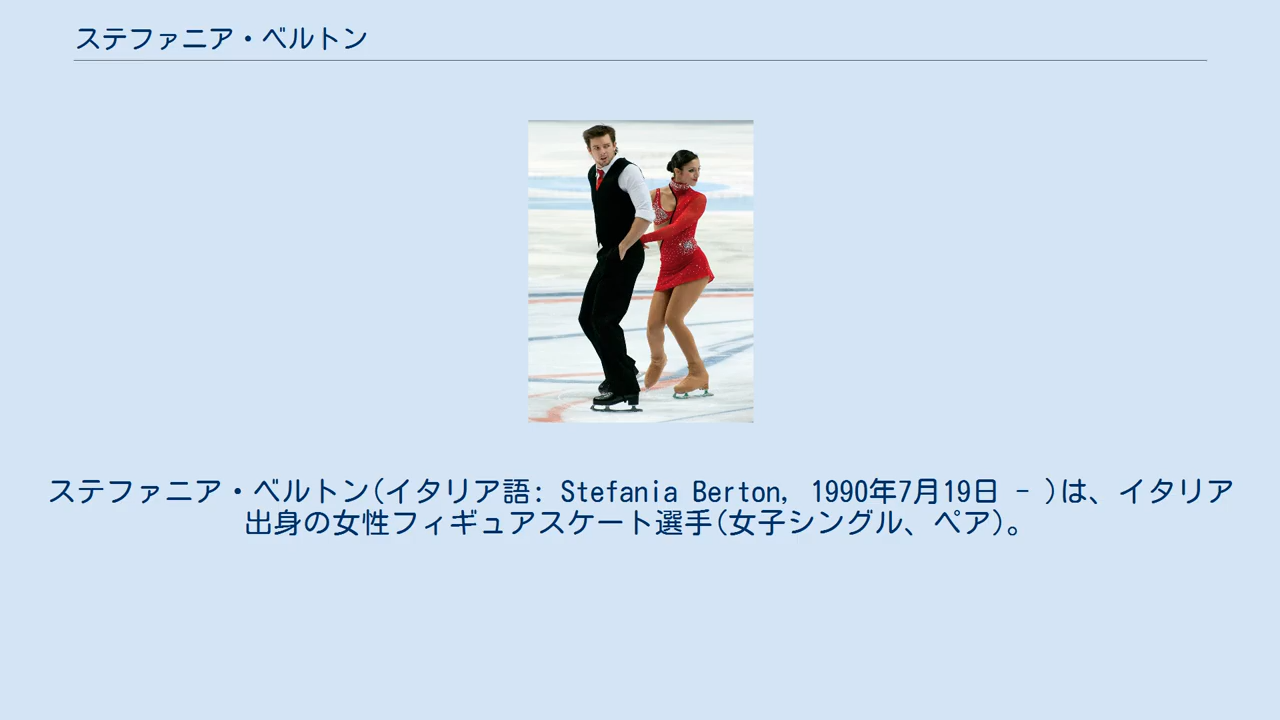 ステファニア・ベルトン
ステファニア・ベルトン(イタリア語: Stefania Berton, 1990年7月19日 - )は、イタリア
出身の女性フィギュアスケート選手(女子シングル、ペア)。